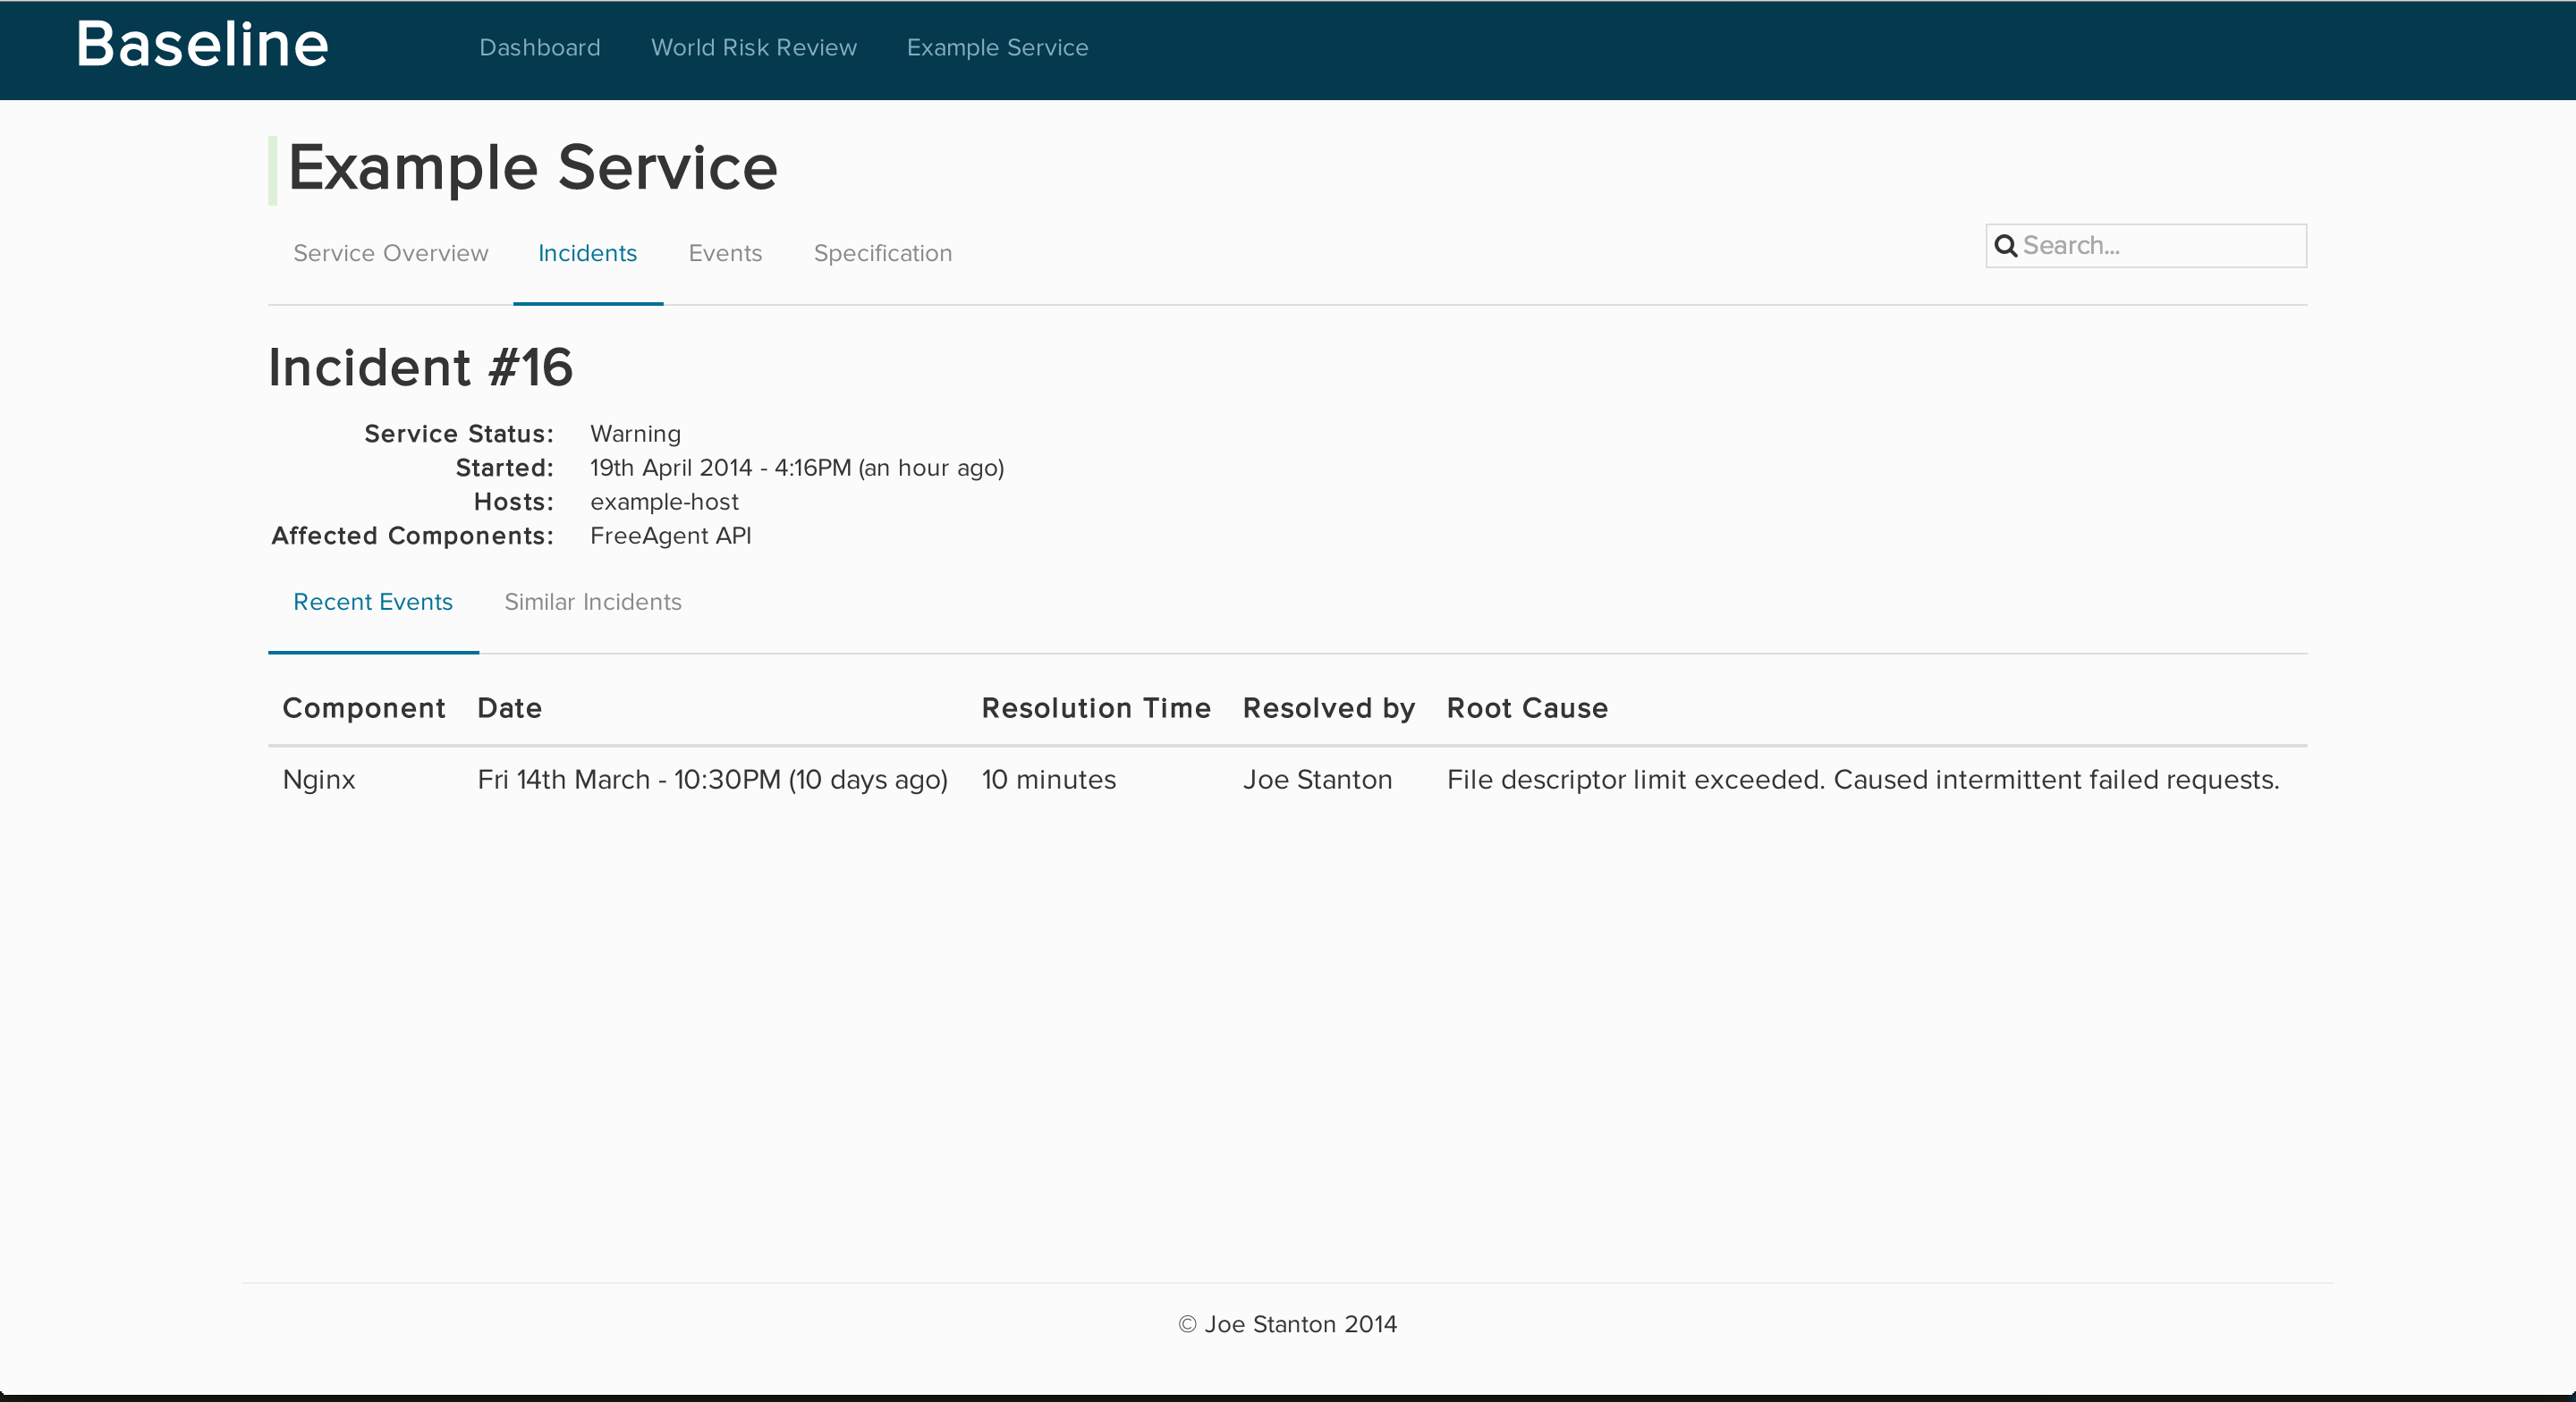 Baseline Dashboard World Risk Review Example Service
Example Service
Service Overview Incidents Events Specification Search...
Incident #16
Service Status: Warning
Started: 19th April 2014 - 4:16PM (an hour ago)
Hosts: example-host
Affected Components: FreeAgent API
Recent Events Similar Incidents
Component Date Resolution Time Resolved by Root Cause
Nginx Fri 14th March - 10:30PM (10 days ago) 10 minutes Joe Stanton File descriptor limit exceeded. Caused intermittent failed requests.
© Joe Stanton 2014